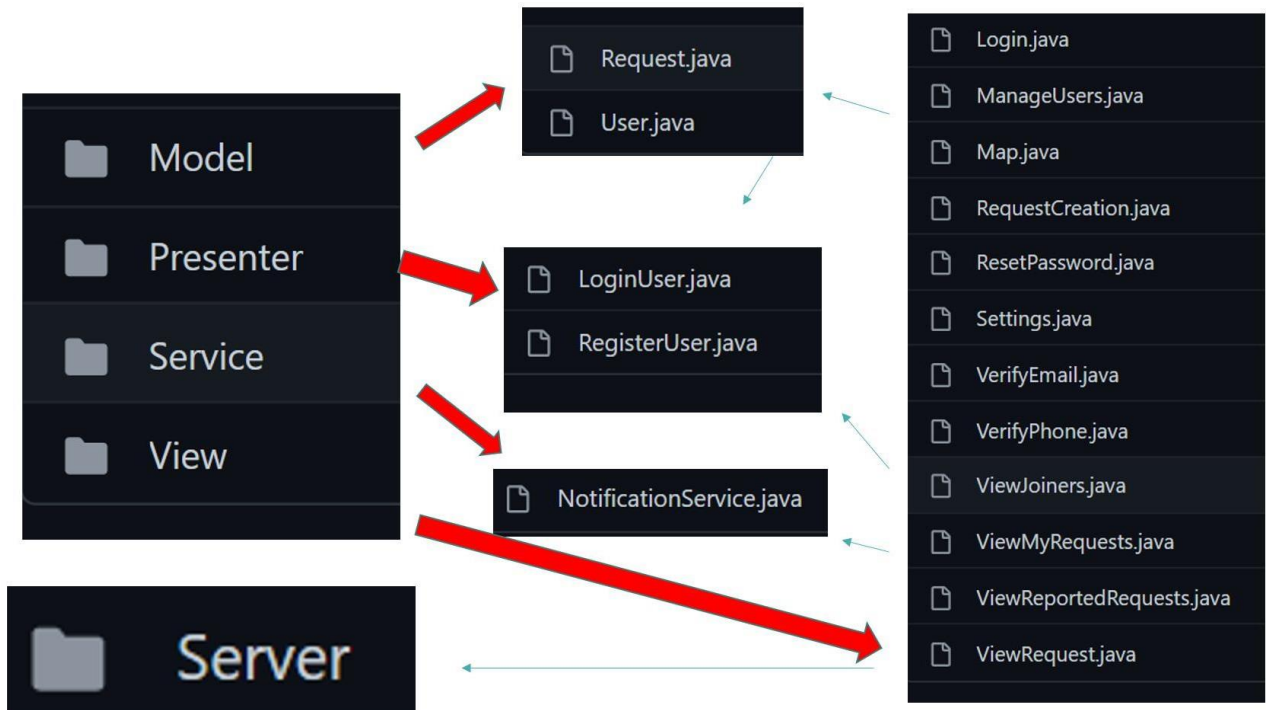 Model
Presenter
Service
View
Server
Request.java
User.java
LoginUser.java
RegisterUser.java
NotificationService.java
Login.java
ManageUsers.java
Map.java
RequestCreation.java
ResetPassword.java
Settings.java
VerifyEmail.java
VerifyPhone.java
ViewJoiners.java
ViewMyRequests.java
ViewReportedRequests.java
ViewRequest.java